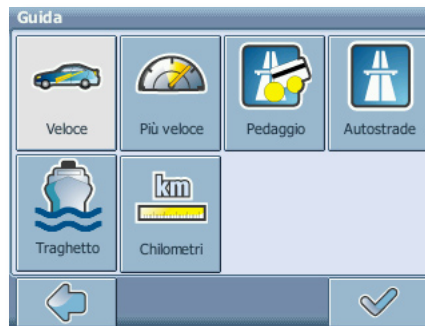 Guida
Veloce
Più veloce
Pedaggio
Autostrade
km
Traghetto
Chilometri